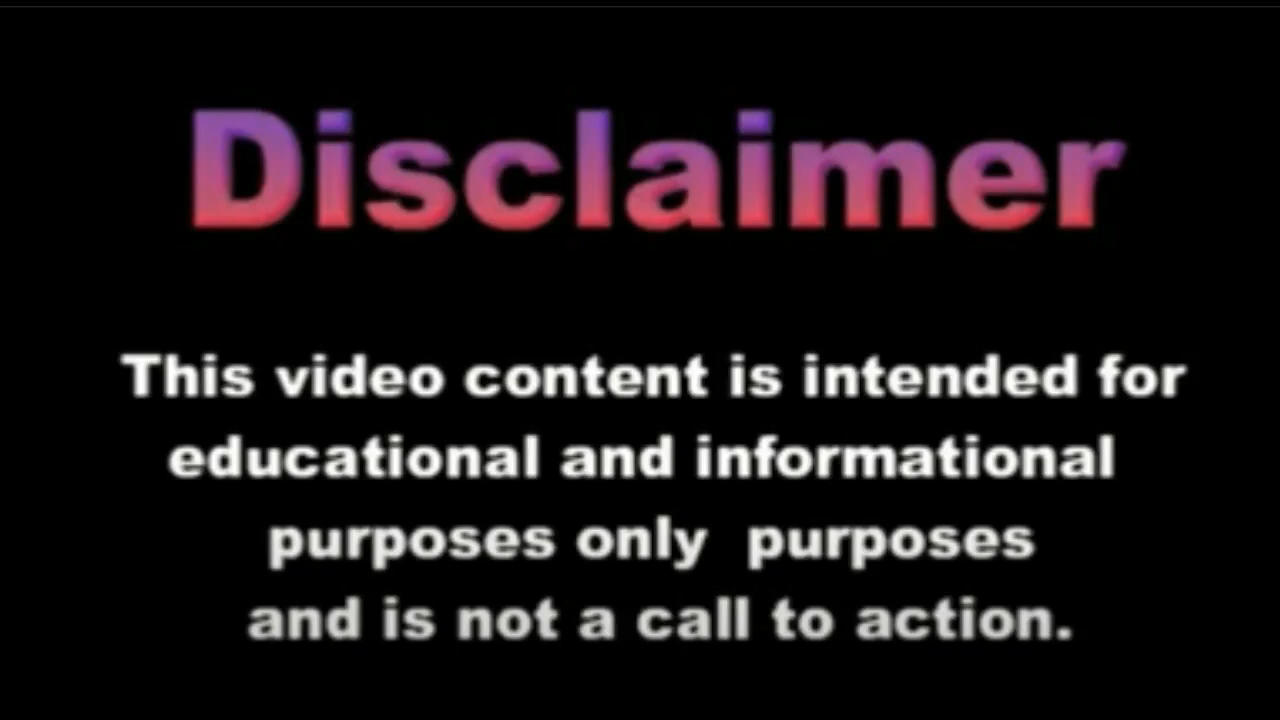 Disclaimer
This video content is intended for
educational and informational
purposes only  purposes
and is not a call to action.